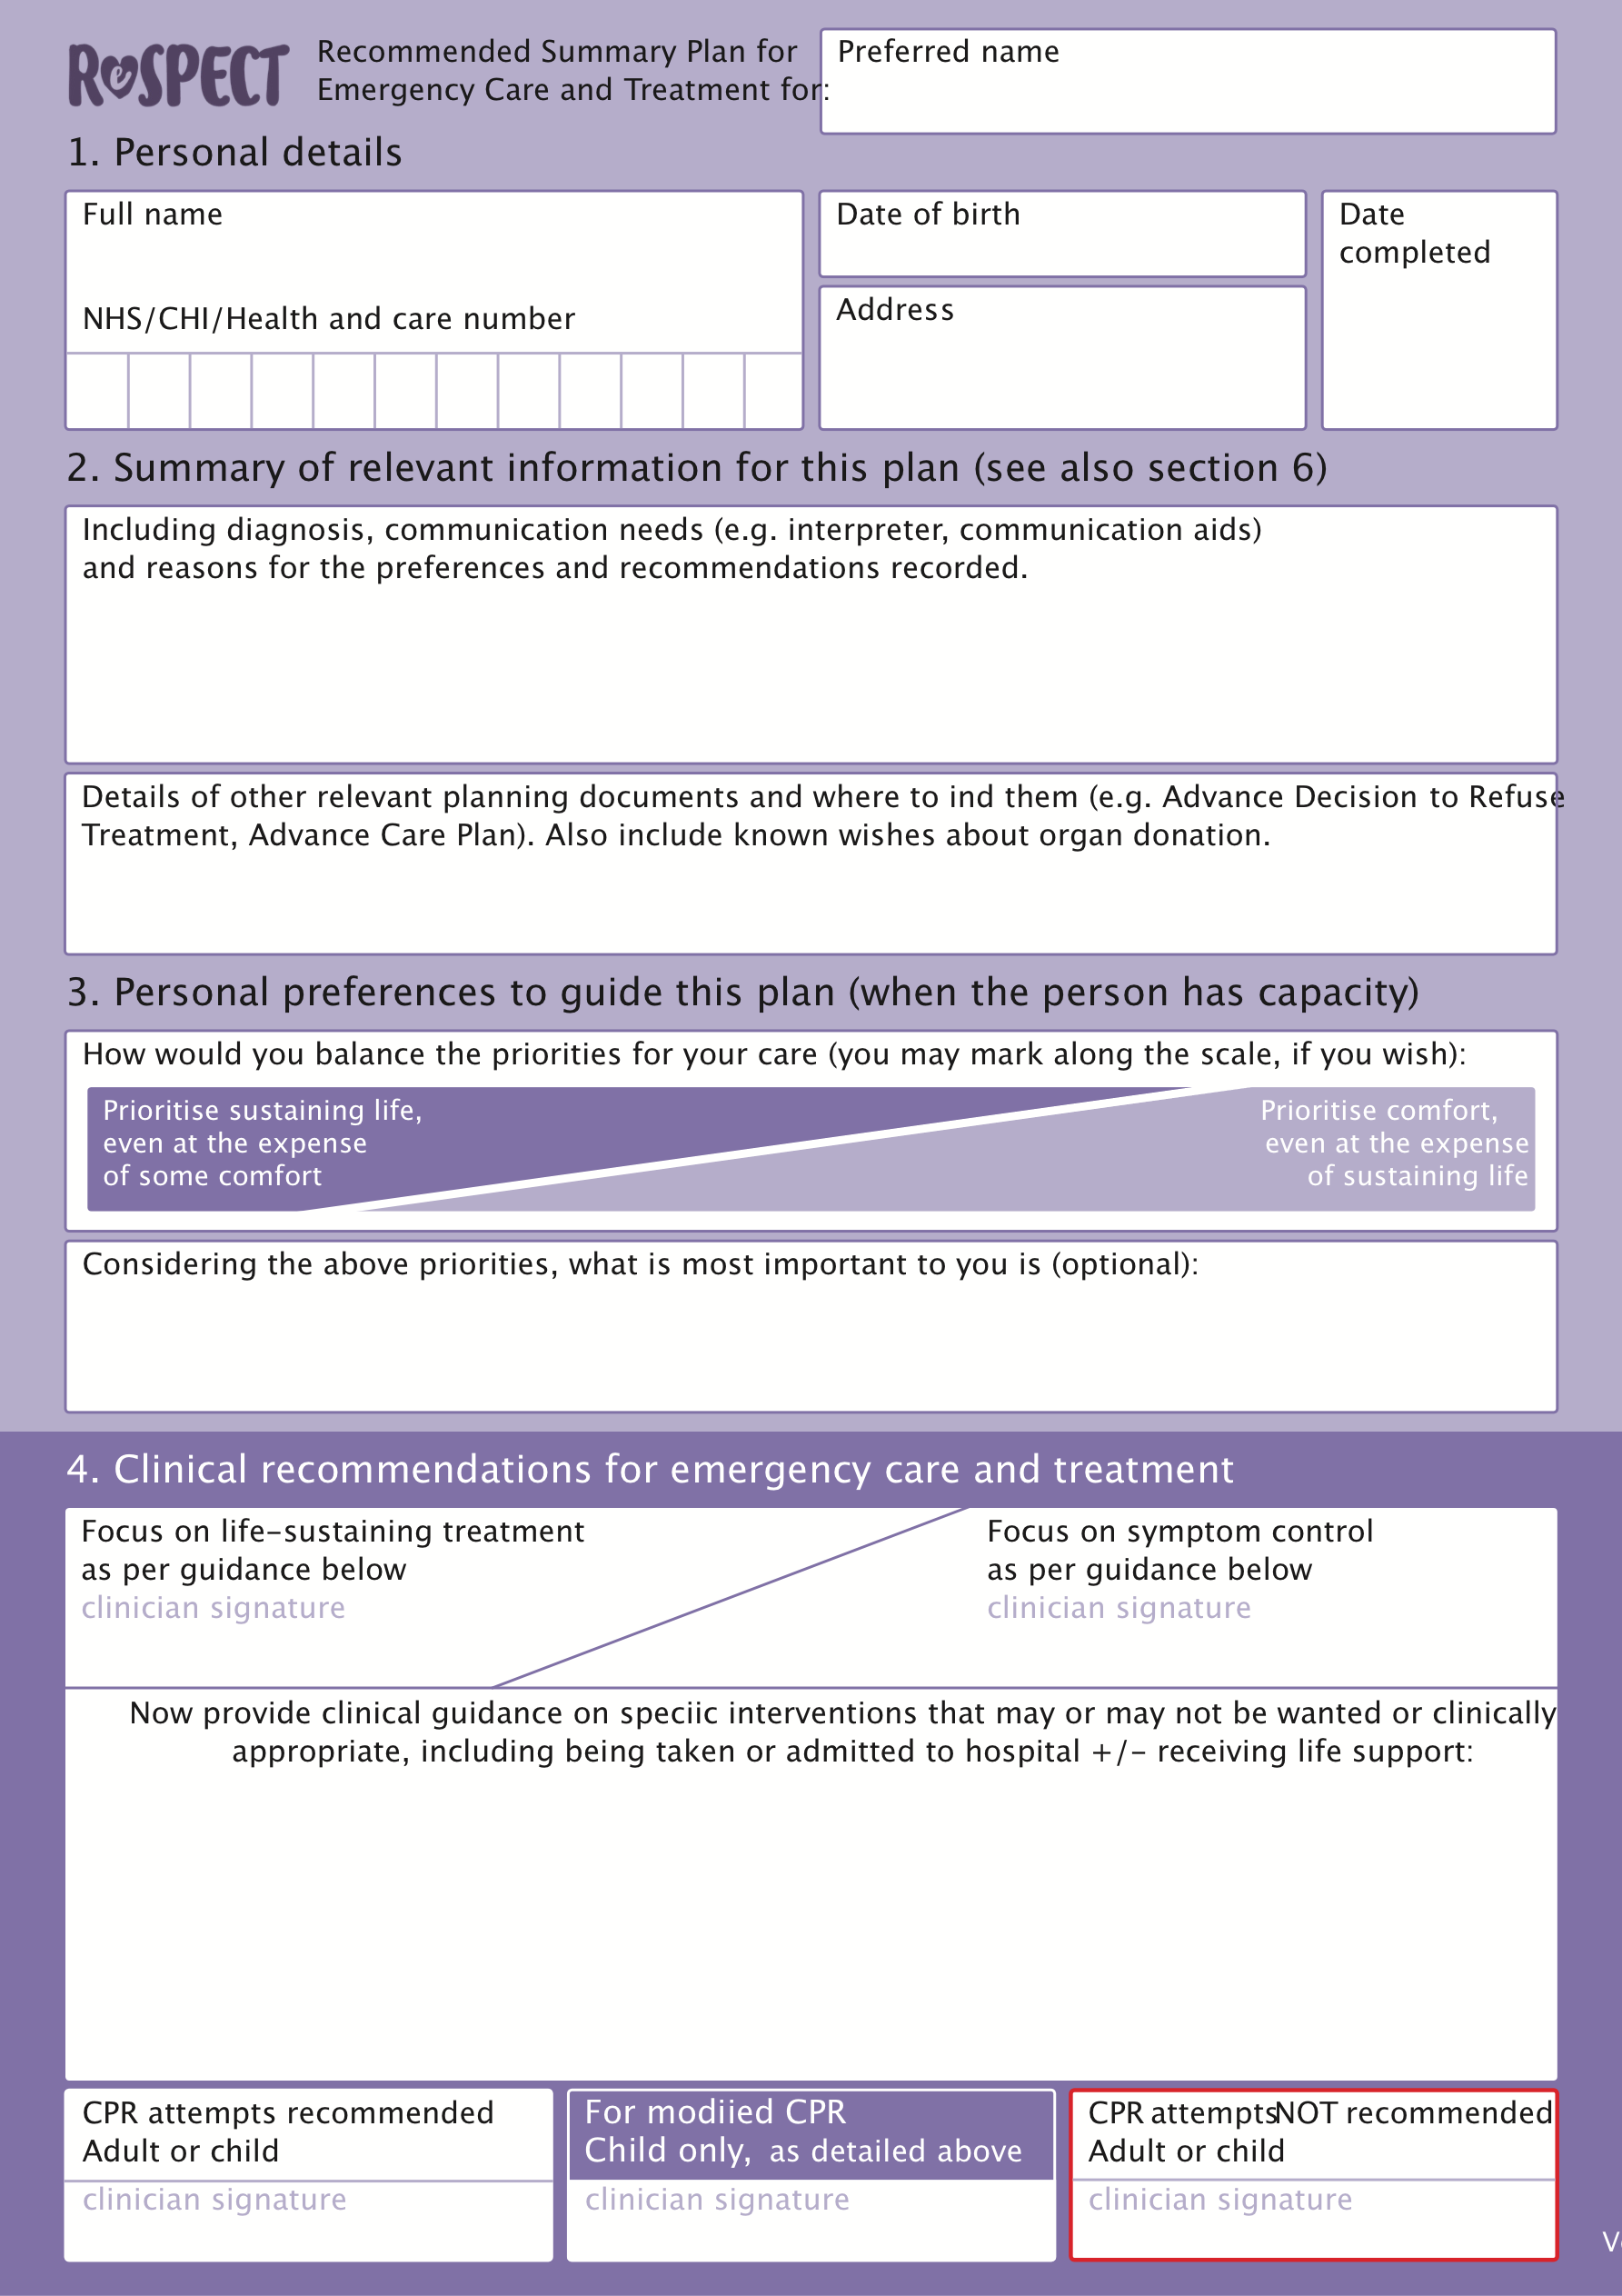 ReSPECT
Recommended Summary Plan for
Emergency Care and Treatment for:
Preferred name
1. Personal details
Full name
Date of birth
Date
completed
NHS/CHI/Health and care number
Address
2. Summary of relevant information for this plan (see also section 6)
Including diagnosis, communication needs (e.g. interpreter, communication aids)
and reasons for the preferences and recommendations recorded.
Details of other relevant planning documents and where to ind them (e.g. Advance Decision to Refuse
Treatment, Advance Care Plan). Also include known wishes about organ donation.
3. Personal preferences to guide this plan (when the person has capacity)
How would you balance the priorities for your care (you may mark along the scale, if you wish):
Prioritise sustaining life,
even at the expense
of some comfort
Prioritise comfort,
even at the expense
of sustaining life
Considering the above priorities, what is most important to you is (optional):
4. Clinical recommendations for emergency care and treatment
Focus on life-sustaining treatment
as per guidance below
clinician signature
Focus on symptom control
as per guidance below
clinician signature
Now provide clinical guidance on speciic interventions that may or may not be wanted or clinically
appropriate, including being taken or admitted to hospital +/- receiving life support:
CPR attempts recommended
Adult or child
clinician signature
For modiied CPR
Child only, as detailed above
clinician signature
CPR attempts NOT recommended
Adult or child
clinician signature